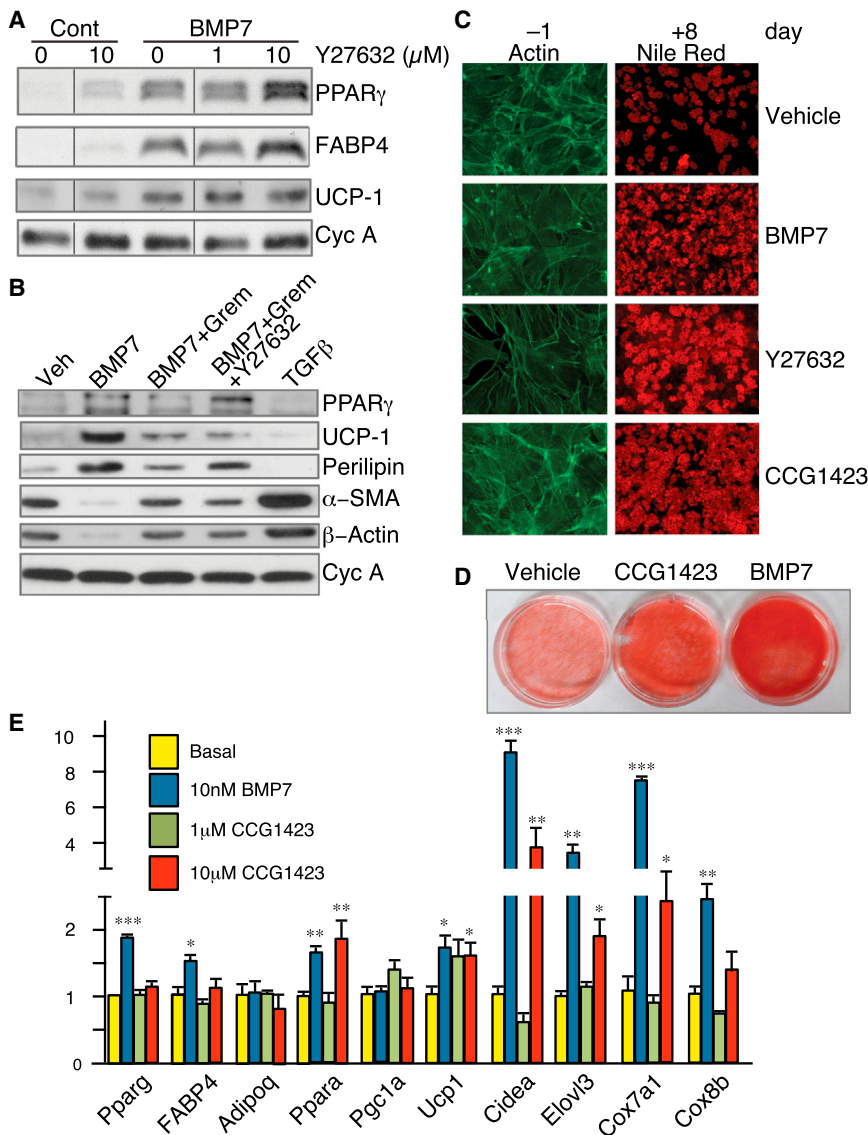 A
Cont BMP7
0 10 0 1 10 Y27632 (µM)
PPARγ
FABP4
UCP-1
Cyc A
B
Veh BMP7 BMP7+Grem BMP7+Grem +Y27632 TGFβ
PPARγ
UCP-1
Perilipin
α−SMA
β−Actin
Cyc A
C
−1 +8 day
Actin Nile Red
Vehicle
BMP7
Y27632
CCG1423
D
Vehicle CCG1423 BMP7
E
10
8
6
4
2
1
0
Basal
10nM BMP7
1µM CCG1423
10µM CCG1423
*** * ** ** * * *** ** ** * *** * **
Pparg FABP4 Adipoq Ppara Pgc1a Ucp1 Cidea Elovl3 Cox7a1 Cox8b